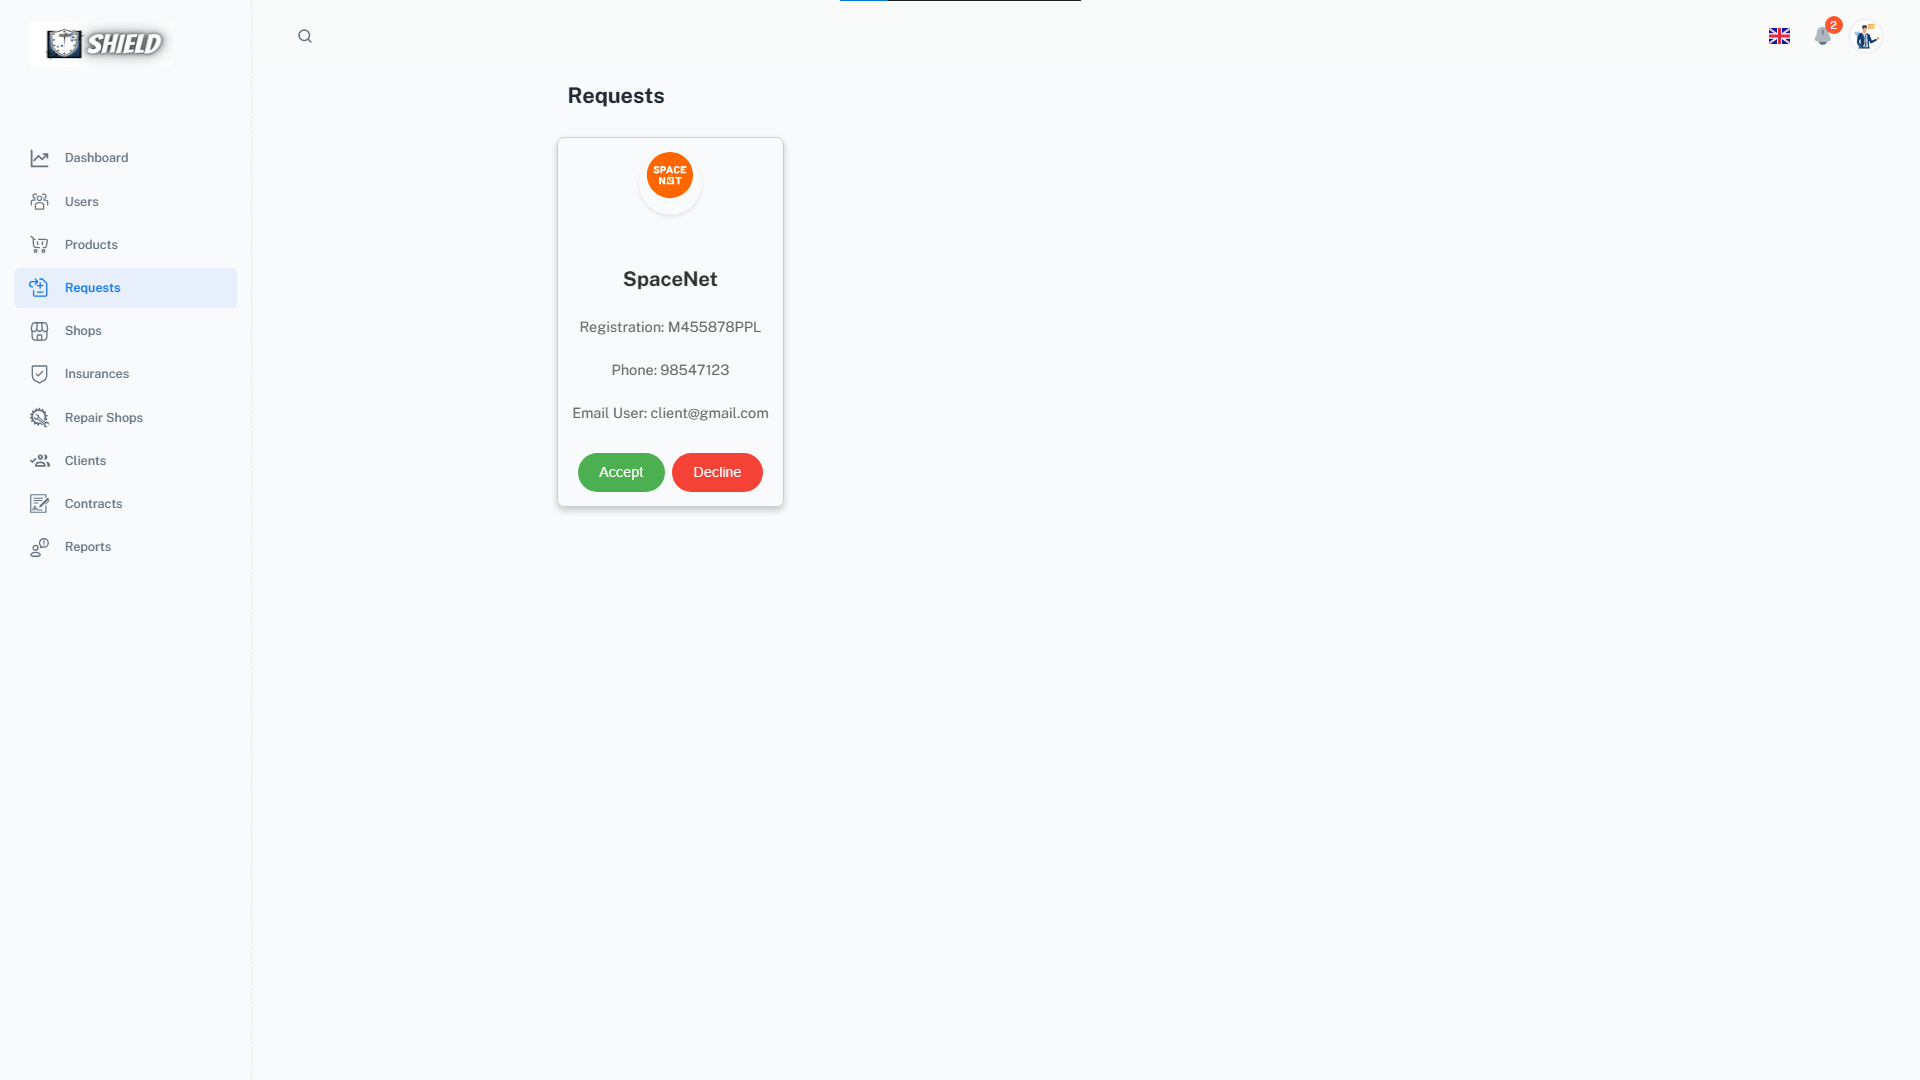 SHIELD
2
Dashboard
Users
Products
Requests
Shops
Insurances
Repair Shops
Clients
Contracts
Reports
Requests
SPACE
NET
SpaceNet
Registration: M455878PPL
Phone: 98547123
Email User: client@gmail.com
Accept
Decline